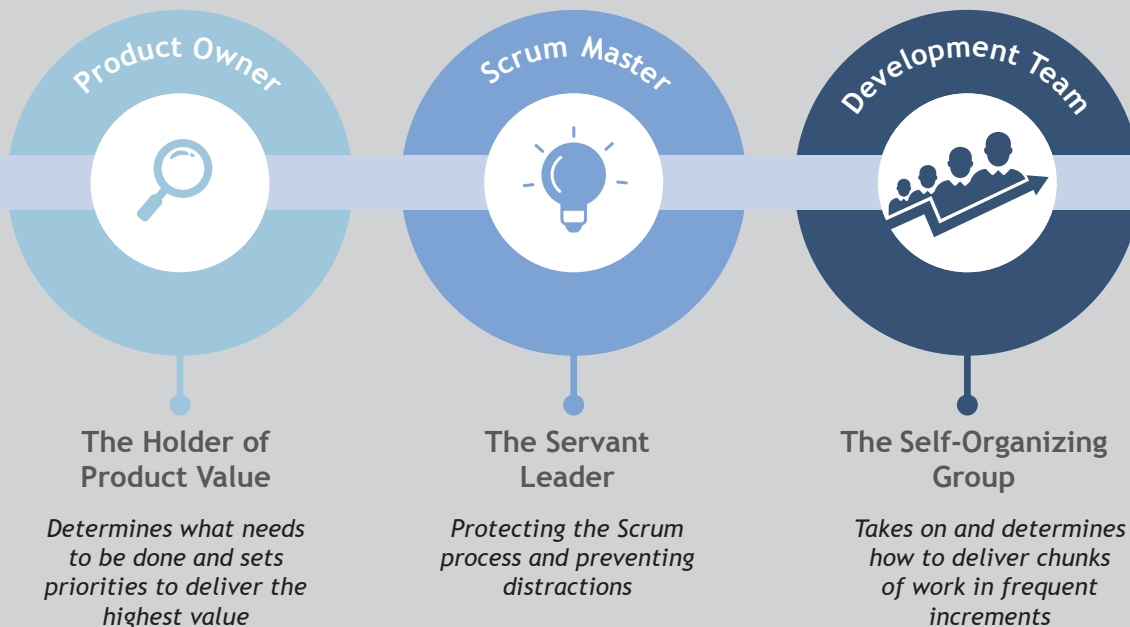 Product Owner
The Holder of
Product Value
Determines what needs
to be done and sets
priorities to deliver the
highest value
Scrum Master
The Servant
Leader
Protecting the Scrum
process and preventing
distractions
Development Team
The Self-Organizing
Group
Takes on and determines
how to deliver chunks
of work in frequent
increments